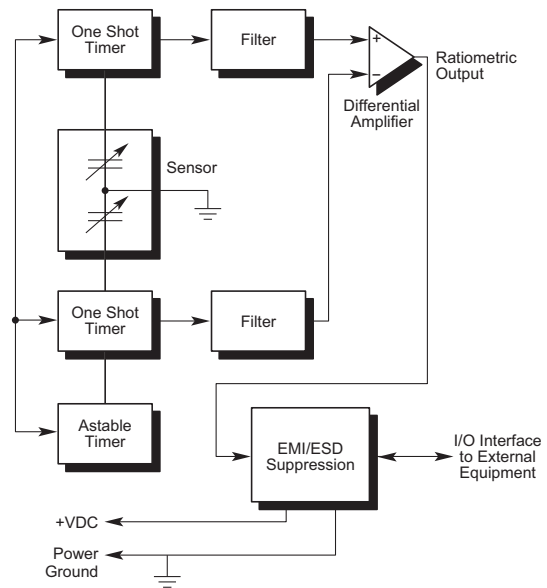 One Shot
Timer
Filter
+
−
Ratiometric
Output
Differential
Amplifier
Sensor
One Shot
Timer
Filter
Astable
Timer
EMI/ESD
Suppression
I/O Interface
to External
Equipment
+VDC
Power
Ground